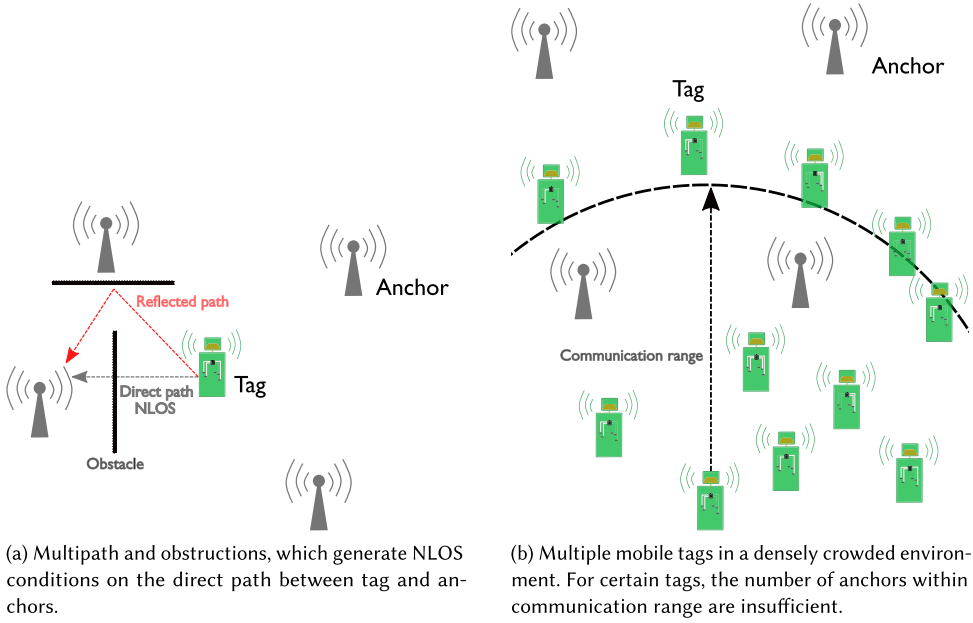 Reflected path
Anchor
Direct path
NLOS
Tag
Obstacle
(a) Multipath and obstructions, which generate NLOS
conditions on the direct path between tag and an-
chors.
Anchor
Tag
Communication range
(b) Multiple mobile tags in a densely crowded environ-
ment. For certain tags, the number of anchors within
communication range are insufficient.